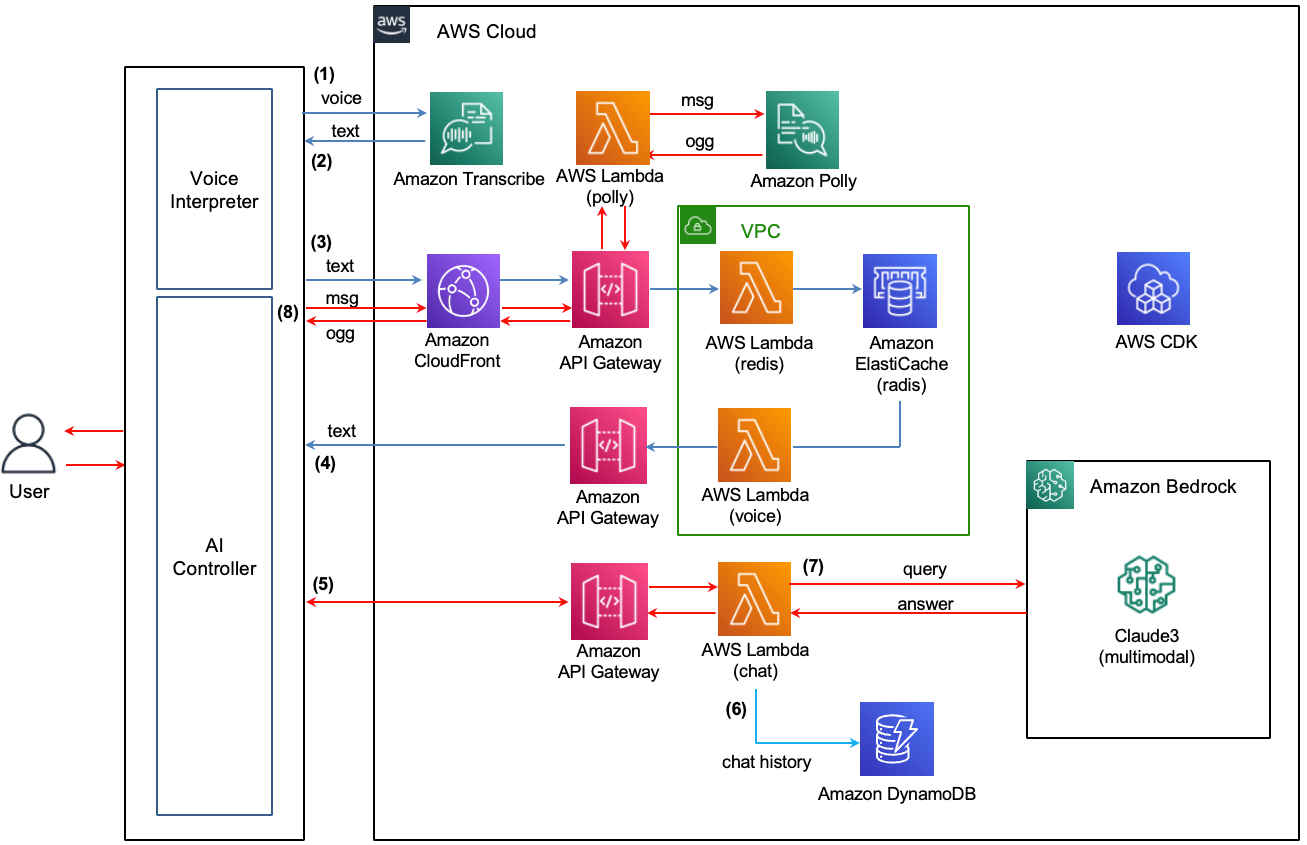 aws
AWS Cloud
(1)
voice
text
(2)
Voice
Interpreter
Amazon Transcribe
msg
ogg
AWS Lambda
(polly)
Amazon Polly
VPC
(3)
text
msg
(8)
ogg
Amazon
CloudFront
Amazon
API Gateway
AWS Lambda
(redis)
Amazon
ElastiCache
(radis)
AWS CDK
User
text
(4)
Amazon
API Gateway
AWS Lambda
(voice)
AI
Controller
(5)
Amazon
API Gateway
AWS Lambda
(chat)
(7)
query
answer
Amazon Bedrock
Claude3
(multimodal)
(6)
chat history
Amazon DynamoDB